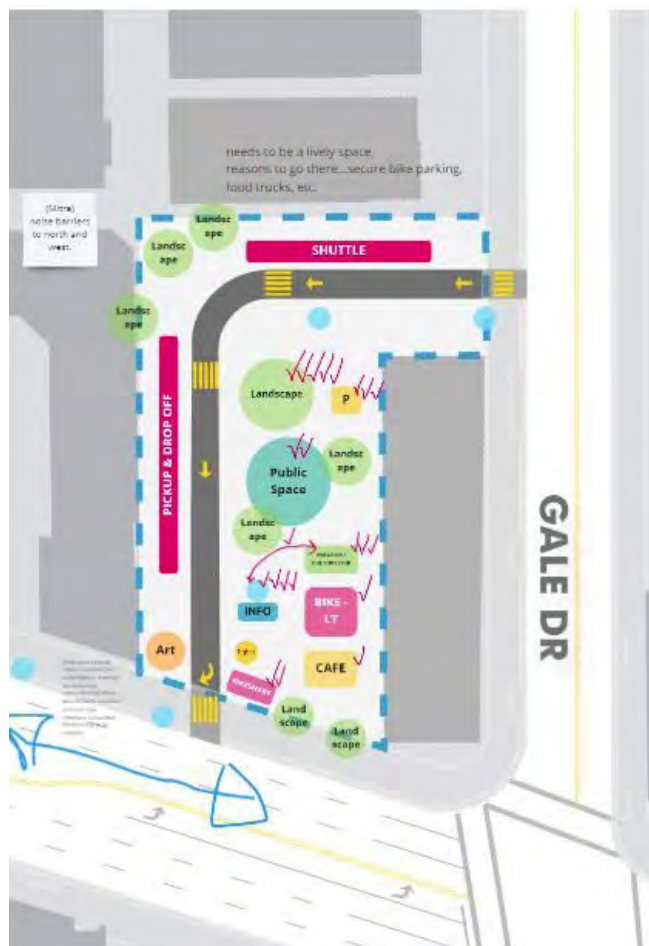 needs to be a lively space
reasons to go there...secure bike parking,
food trucks, etc.
(Mitra)
noise barriers
to north and
west.
Landsc
ape
Landsc
ape
SHUTTLE
Landsc
ape
PICKUP & DROP OFF
Landscape
P
Public
Space
Landsc
ape
Landsc
ape
INFO
BIKE -
LT
GALE DR
Art
CAFE
BIKESHARE
Land
scape
Land
scape